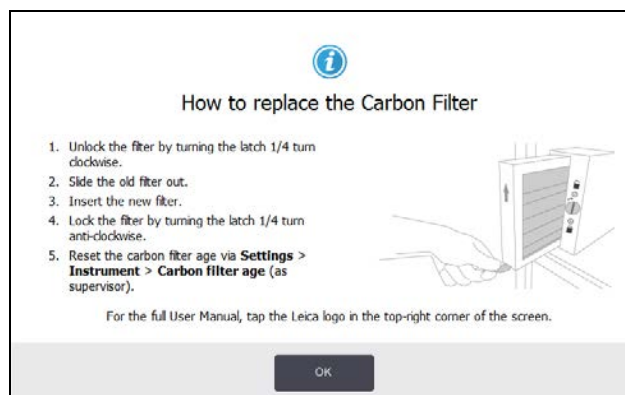 How to replace the Carbon Filter
1. Unlock the filter by turning the latch 1/4 turn
clockwise.
2. Slide the old filter out.
3. Insert the new filter.
4. Lock the filter by turning the latch 1/4 turn
anti-clockwise.
5. Reset the carbon filter age via Settings >
Instrument > Carbon filter age (as
supervisor).
For the full User Manual, tap the Leica logo in the top-right corner of the screen.
OK